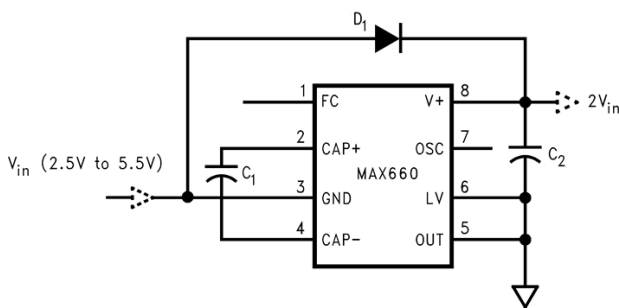 D1
1 FC V+ 8 2Vin
2 CAP+ OSC 7
Vin (2.5V to 5.5V) C1 MAX660 C2
3 GND LV 6
4 CAP- OUT 5